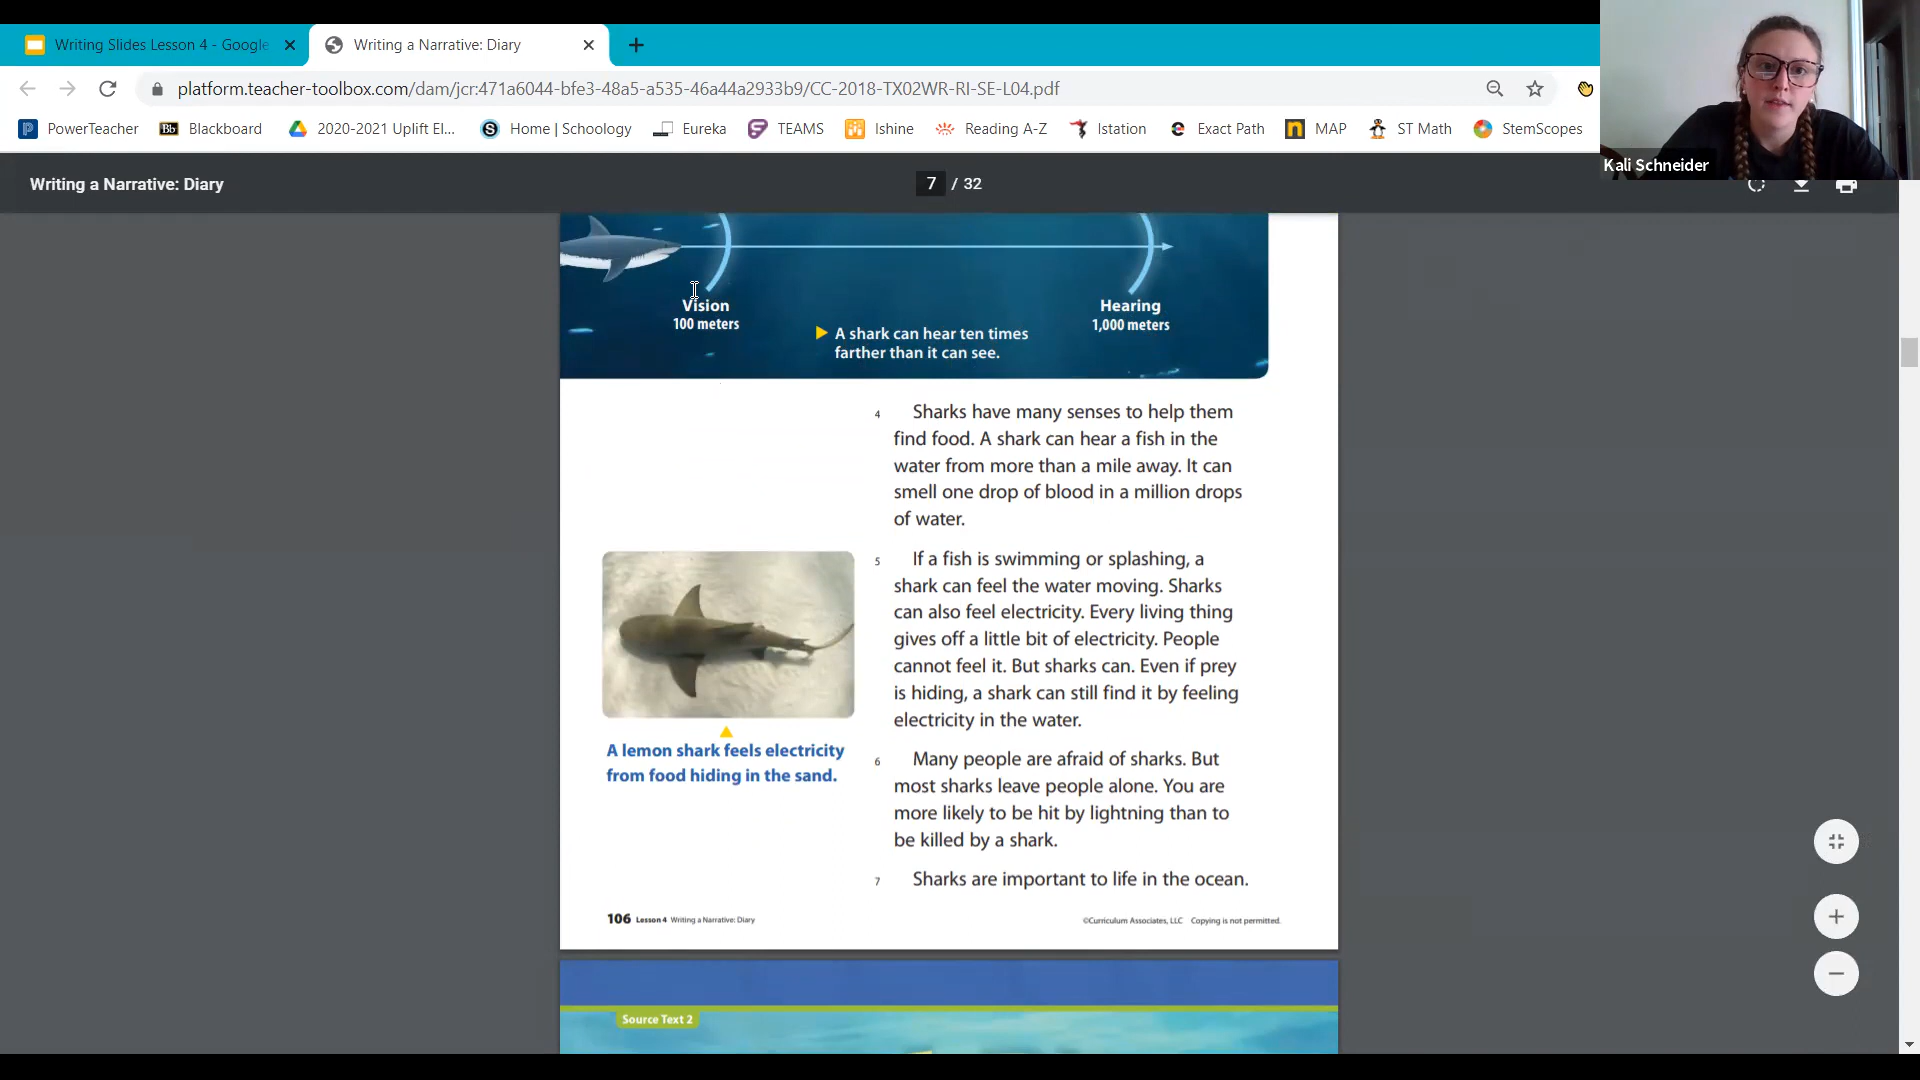 Writing Slides Lesson 4 - Google
Writing a Narrative: Diary
platform.teacher-toolbox.com/dam/jcr:471a6044-bfe3-48a5-a535-46a44a2933b9/CC-2018-TX02WR-RI-SE-L04.pdf
PowerTeacher
Bb Blackboard
2020-2021 Uplift El...
S Home | Schoology
Eureka
TEAMS
Ishine
Reading A-Z
Istation
Exact Path
n MAP
ST Math
StemScopes
Kali Schneider
Writing a Narrative: Diary
7 / 32
Vision
100 meters
A shark can hear ten times
farther than it can see.
Hearing
1,000 meters
4 Sharks have many senses to help them
find food. A shark can hear a fish in the
water from more than a mile away. It can
smell one drop of blood in a million drops
of water.
5 If a fish is swimming or splashing, a
shark can feel the water moving. Sharks
can also feel electricity. Every living thing
gives off a little bit of electricity. People
cannot feel it. But sharks can. Even if prey
is hiding, a shark can still find it by feeling
electricity in the water.
A lemon shark feels electricity
from food hiding in the sand.
6 Many people are afraid of sharks. But
most sharks leave people alone. You are
more likely to be hit by lightning than to
be killed by a shark.
7 Sharks are important to life in the ocean.
106 Lesson 4 Writing a Narrative: Diary
©Curriculum Associates, LLC Copying is not permitted.
Source Text 2